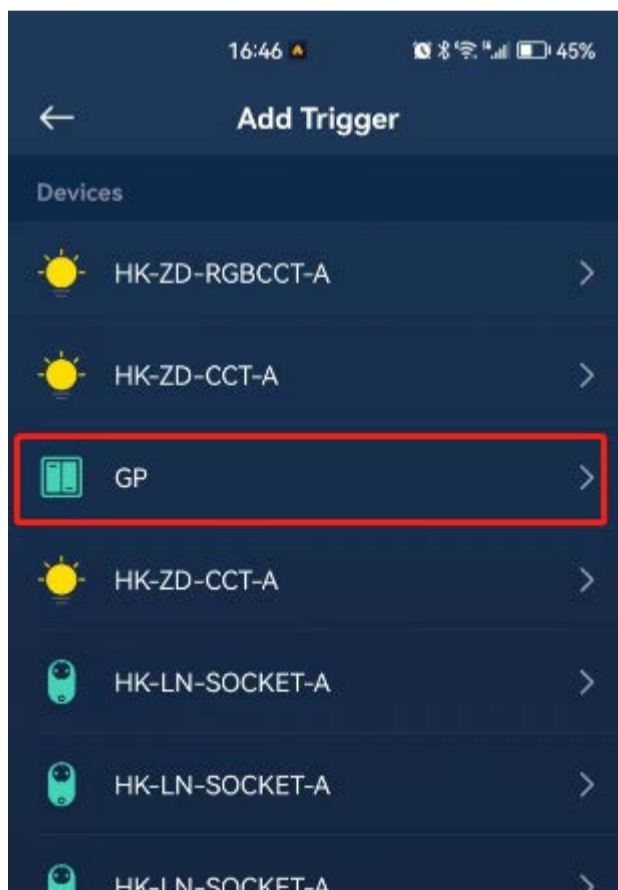 16:46 45%
Add Trigger
Devices
HK-ZD-RGBCCT-A
HK-ZD-CCT-A
GP
HK-ZD-CCT-A
HK-LN-SOCKET-A
HK-LN-SOCKET-A
HK-LN-SOCKET-A